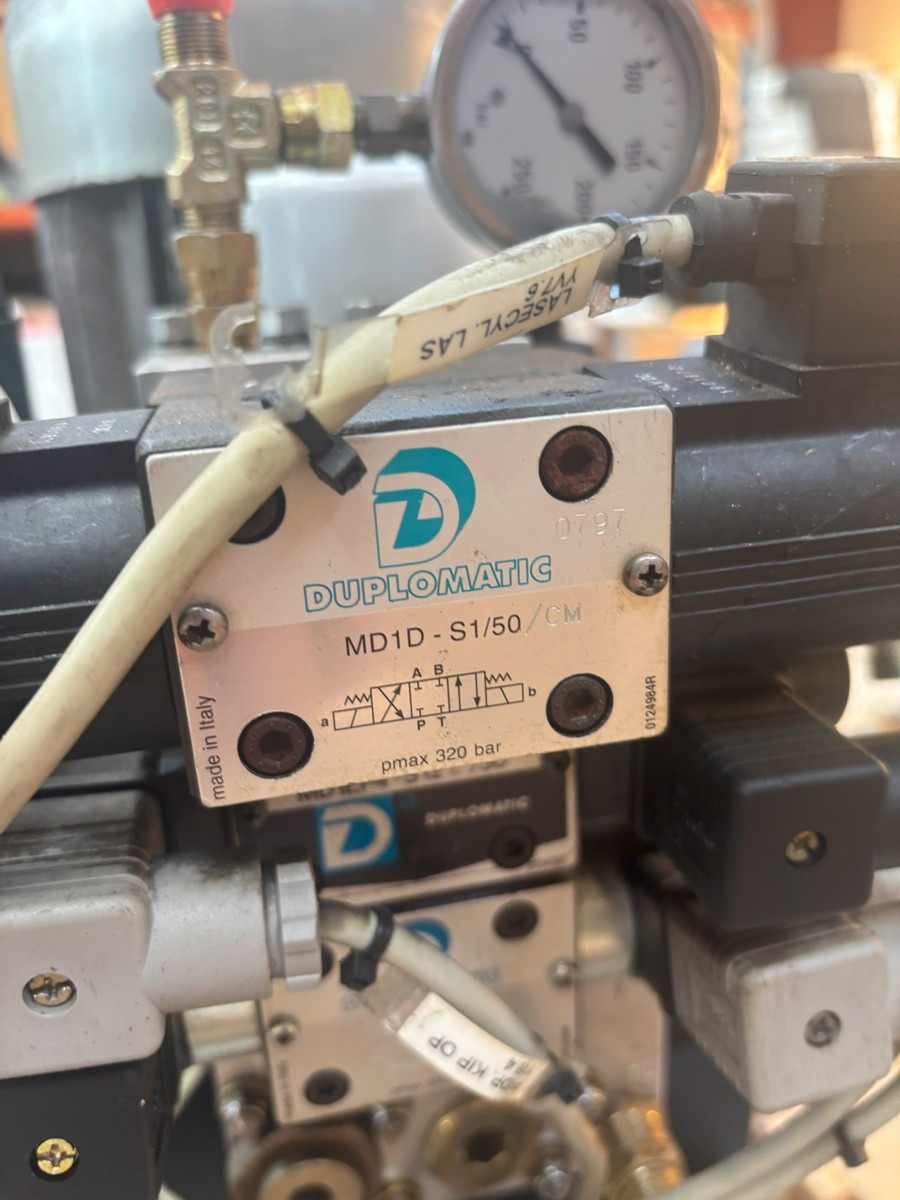 50
100
150
200
250
LASECYL. LAS
YV7.6
DUPLOMATIC
0797
MD1D - S1/50/CM
A B
a
b
P T
pmax 320 bar
made in Italy
0124984R
DUPLOMATIC
KIP OP